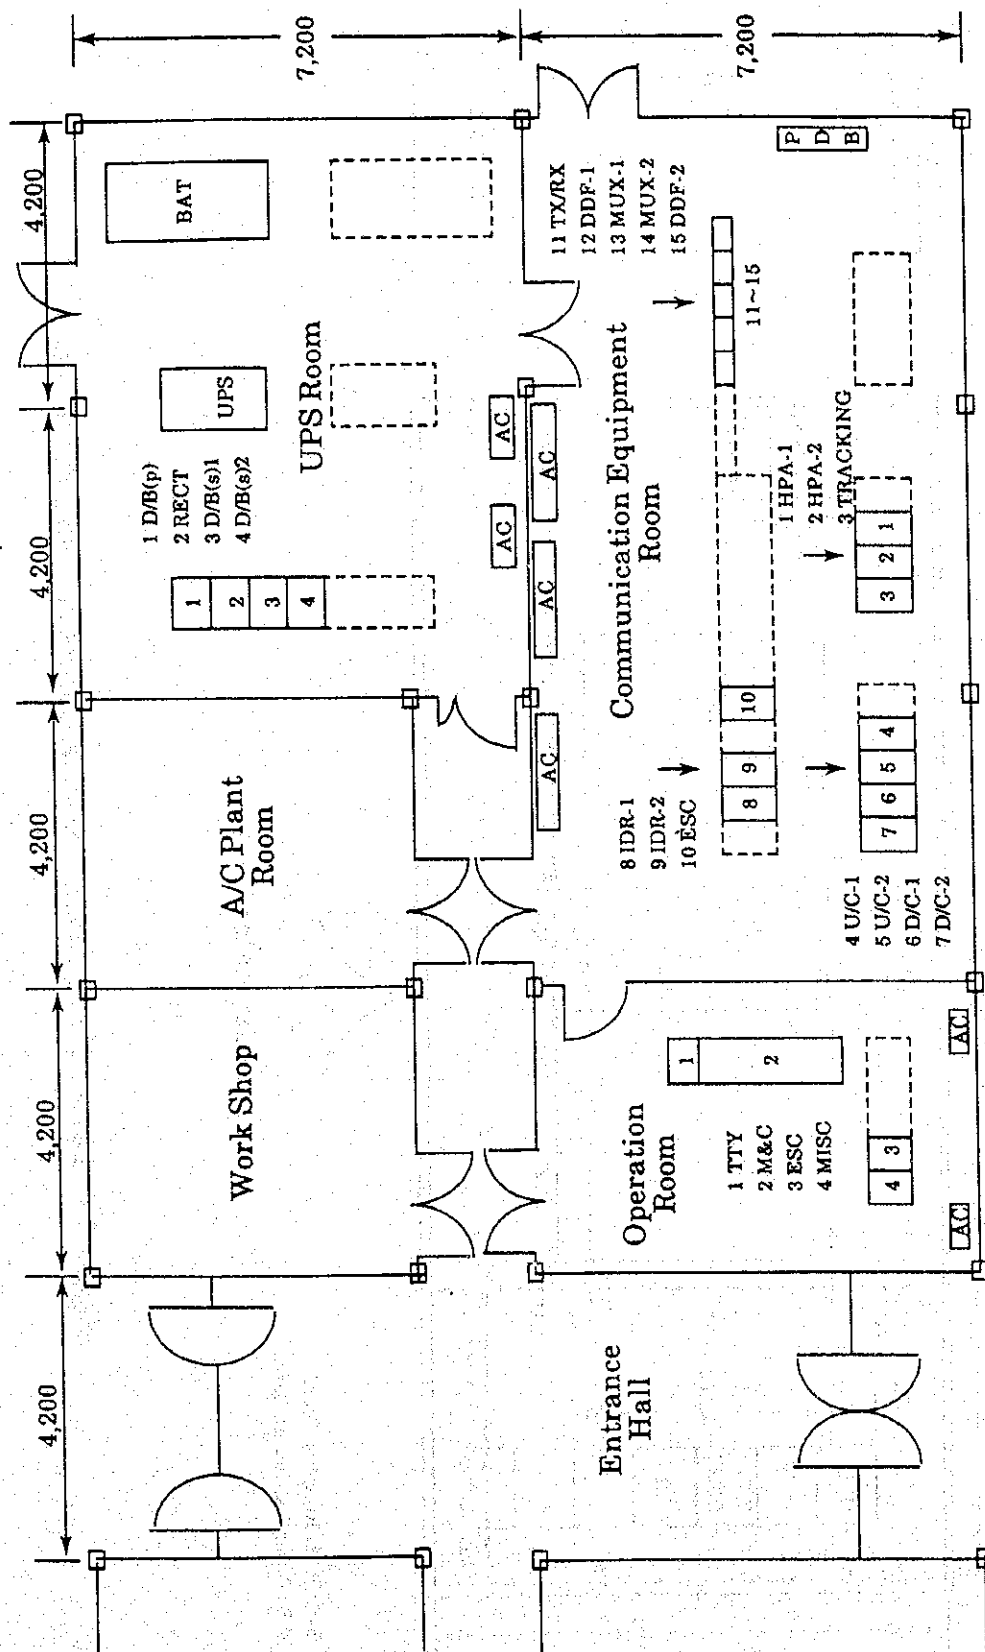 4,200
4,200
4,200
4,200
4,200
7,200
7,200
Work Shop
A/C Plant
Room
UPS Room
1 D/B(p)
2 RECT
3 D/B(s)1
4 D/B(s)2
1
2
3
4
UPS
BAT
AC
AC
AC
AC
AC
Entrance
Hall
Operation
Room
1 TTY
2 M&C
3 ESC
4 MISC
1
2
4
3
AC
AC
Communication Equipment
Room
8 IDR-1
9 IDR-2
10 ESC
8
9
10
11 TX/RX
12 DDF-1
13 MUX-1
14 MUX-2
15 DDF-2
11~15
4 U/C-1
5 U/C-2
6 D/C-1
7 D/C-2
7
6
5
4
1 HPA-1
2 HPA-2
3 TRACKING
3
2
1
P
D
B